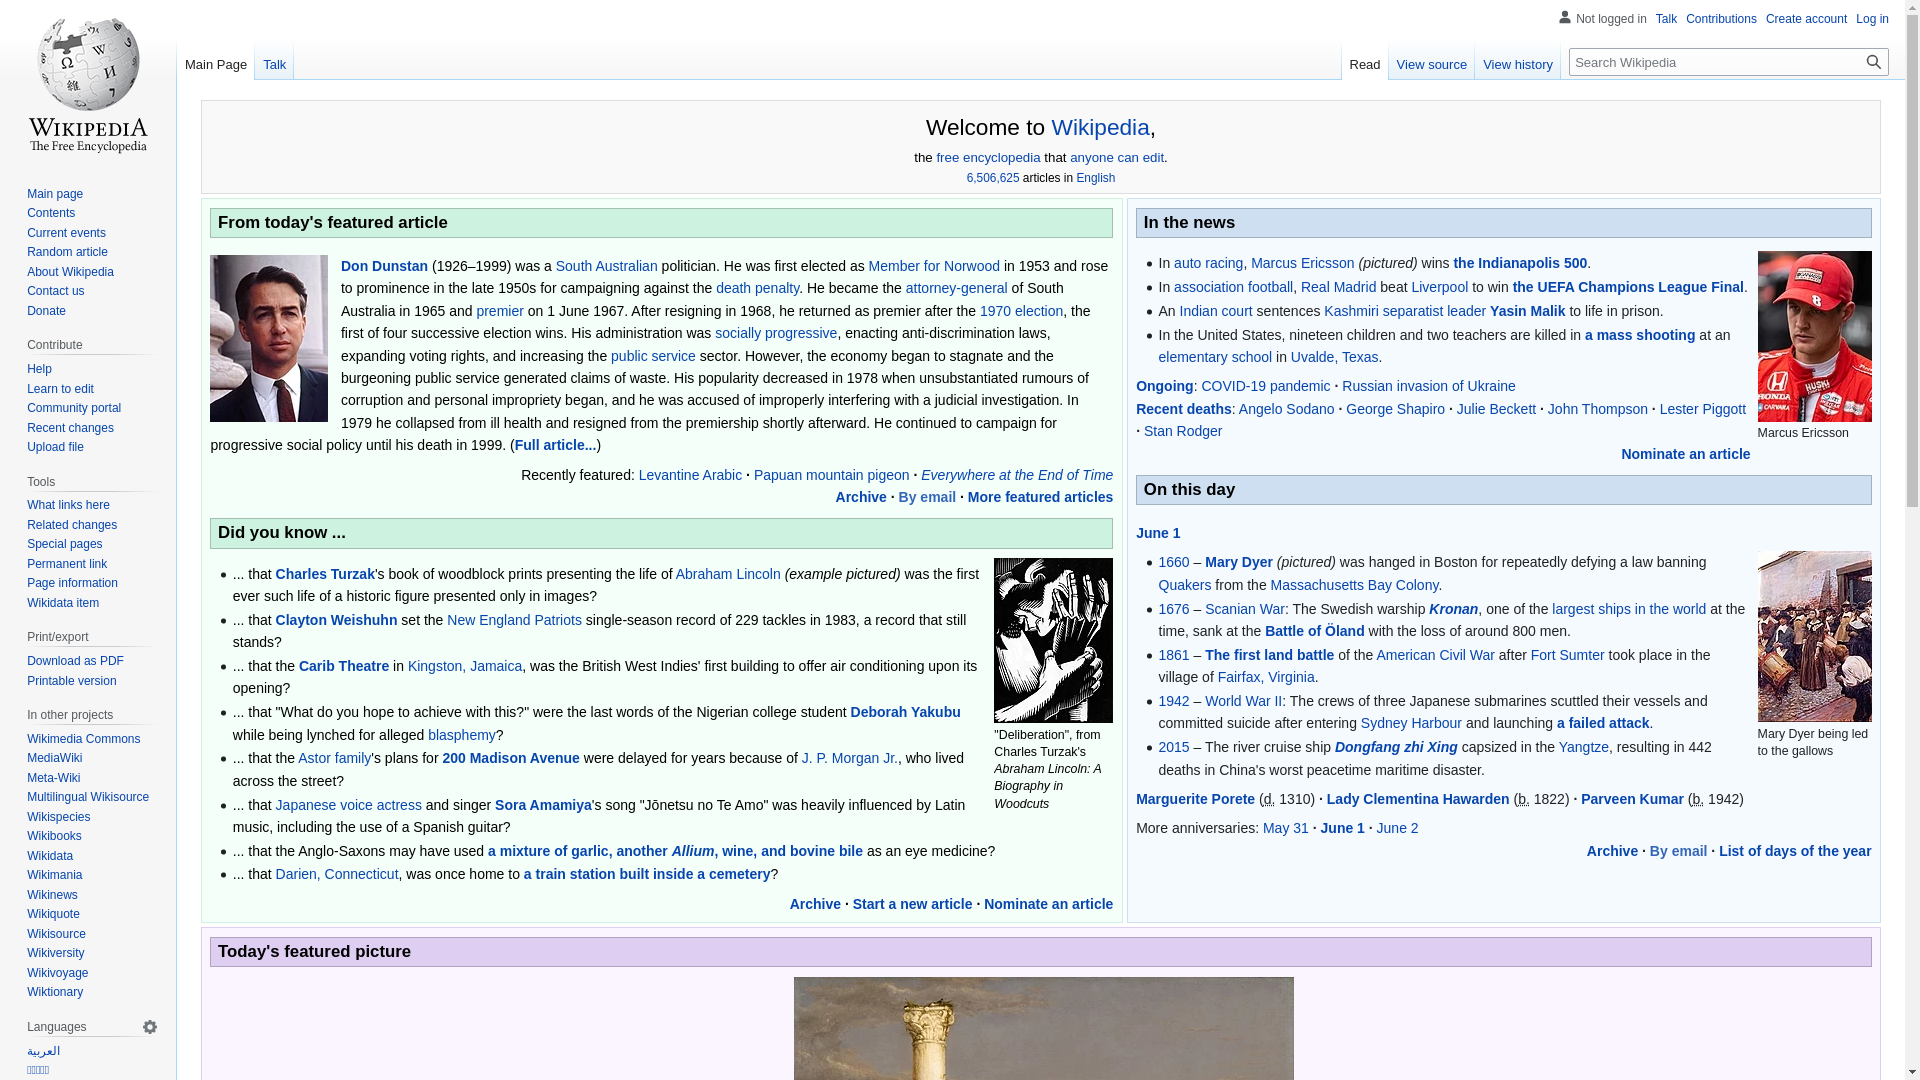 WIKIPEDIA
The Free Encyclopedia
Not logged in Talk Contributions Create account Log in
Main Page Talk
Read View source View history Search Wikipedia
Main page
Contents
Current events
Random article
About Wikipedia
Contact us
Donate
Contribute
Help
Learn to edit
Community portal
Recent changes
Upload file
Tools
What links here
Related changes
Special pages
Permanent link
Page information
Wikidata item
Print/export
Download as PDF
Printable version
In other projects
Wikimedia Commons
MediaWiki
Meta-Wiki
Multilingual Wikisource
Wikispecies
Wikibooks
Wikidata
Wikimania
Wikinews
Wikiquote
Wikisource
Wikiversity
Wikivoyage
Wiktionary
Languages
العربية
Welcome to Wikipedia,
the free encyclopedia that anyone can edit.
6,506,625 articles in English
From today's featured article
Don Dunstan (1926–1999) was a South Australian politician. He was first elected as Member for Norwood in 1953 and rose
to prominence in the late 1950s for campaigning against the death penalty. He became the attorney-general of South
Australia in 1965 and premier on 1 June 1967. After resigning in 1968, he returned as premier after the 1970 election, the
first of four successive election wins. His administration was socially progressive, enacting anti-discrimination laws,
expanding voting rights, and increasing the public service sector. However, the economy began to stagnate and the
burgeoning public service generated claims of waste. His popularity decreased in 1978 when unsubstantiated rumours of
corruption and personal impropriety began, and he was accused of improperly interfering with a judicial investigation. In
1979 he collapsed from ill health and resigned from the premiership shortly afterward. He continued to campaign for
progressive social policy until his death in 1999. (Full article...)
Recently featured: Levantine Arabic · Papuan mountain pigeon · Everywhere at the End of Time
Archive · By email · More featured articles
Did you know ...
... that Charles Turzak's book of woodblock prints presenting the life of Abraham Lincoln (example pictured) was the first
ever such life of a historic figure presented only in images?
... that Clayton Weishuhn set the New England Patriots single-season record of 229 tackles in 1983, a record that still
stands?
... that the Carib Theatre in Kingston, Jamaica, was the British West Indies' first building to offer air conditioning upon its
opening?
... that "What do you hope to achieve with this?" were the last words of the Nigerian college student Deborah Yakubu
while being lynched for alleged blasphemy?
... that the Astor family's plans for 200 Madison Avenue were delayed for years because of J. P. Morgan Jr., who lived
across the street?
... that Japanese voice actress and singer Sora Amamiya's song "Jōnetsu no Te Amo" was heavily influenced by Latin
music, including the use of a Spanish guitar?
... that the Anglo-Saxons may have used a mixture of garlic, another Allium, wine, and bovine bile as an eye medicine?
... that Darien, Connecticut, was once home to a train station built inside a cemetery?
"Deliberation", from
Charles Turzak's
Abraham Lincoln: A
Biography in
Woodcuts
Archive · Start a new article · Nominate an article
In the news
In auto racing, Marcus Ericsson (pictured) wins the Indianapolis 500.
In association football, Real Madrid beat Liverpool to win the UEFA Champions League Final.
An Indian court sentences Kashmiri separatist leader Yasin Malik to life in prison.
In the United States, nineteen children and two teachers are killed in a mass shooting at an
elementary school in Uvalde, Texas.
Marcus Ericsson
Ongoing: COVID-19 pandemic · Russian invasion of Ukraine
Recent deaths: Angelo Sodano · George Shapiro · Julie Beckett · John Thompson · Lester Piggott
· Stan Rodger
Nominate an article
On this day
June 1
1660 – Mary Dyer (pictured) was hanged in Boston for repeatedly defying a law banning
Quakers from the Massachusetts Bay Colony.
1676 – Scanian War: The Swedish warship Kronan, one of the largest ships in the world at the
time, sank at the Battle of Öland with the loss of around 800 men.
1861 – The first land battle of the American Civil War after Fort Sumter took place in the
village of Fairfax, Virginia.
1942 – World War II: The crews of three Japanese submarines scuttled their vessels and
committed suicide after entering Sydney Harbour and launching a failed attack.
2015 – The river cruise ship Dongfang zhi Xing capsized in the Yangtze, resulting in 442
deaths in China's worst peacetime maritime disaster.
Mary Dyer being led
to the gallows
Marguerite Porete (d. 1310) · Lady Clementina Hawarden (b. 1822) · Parveen Kumar (b. 1942)
More anniversaries: May 31 · June 1 · June 2
Archive · By email · List of days of the year
Today's featured picture